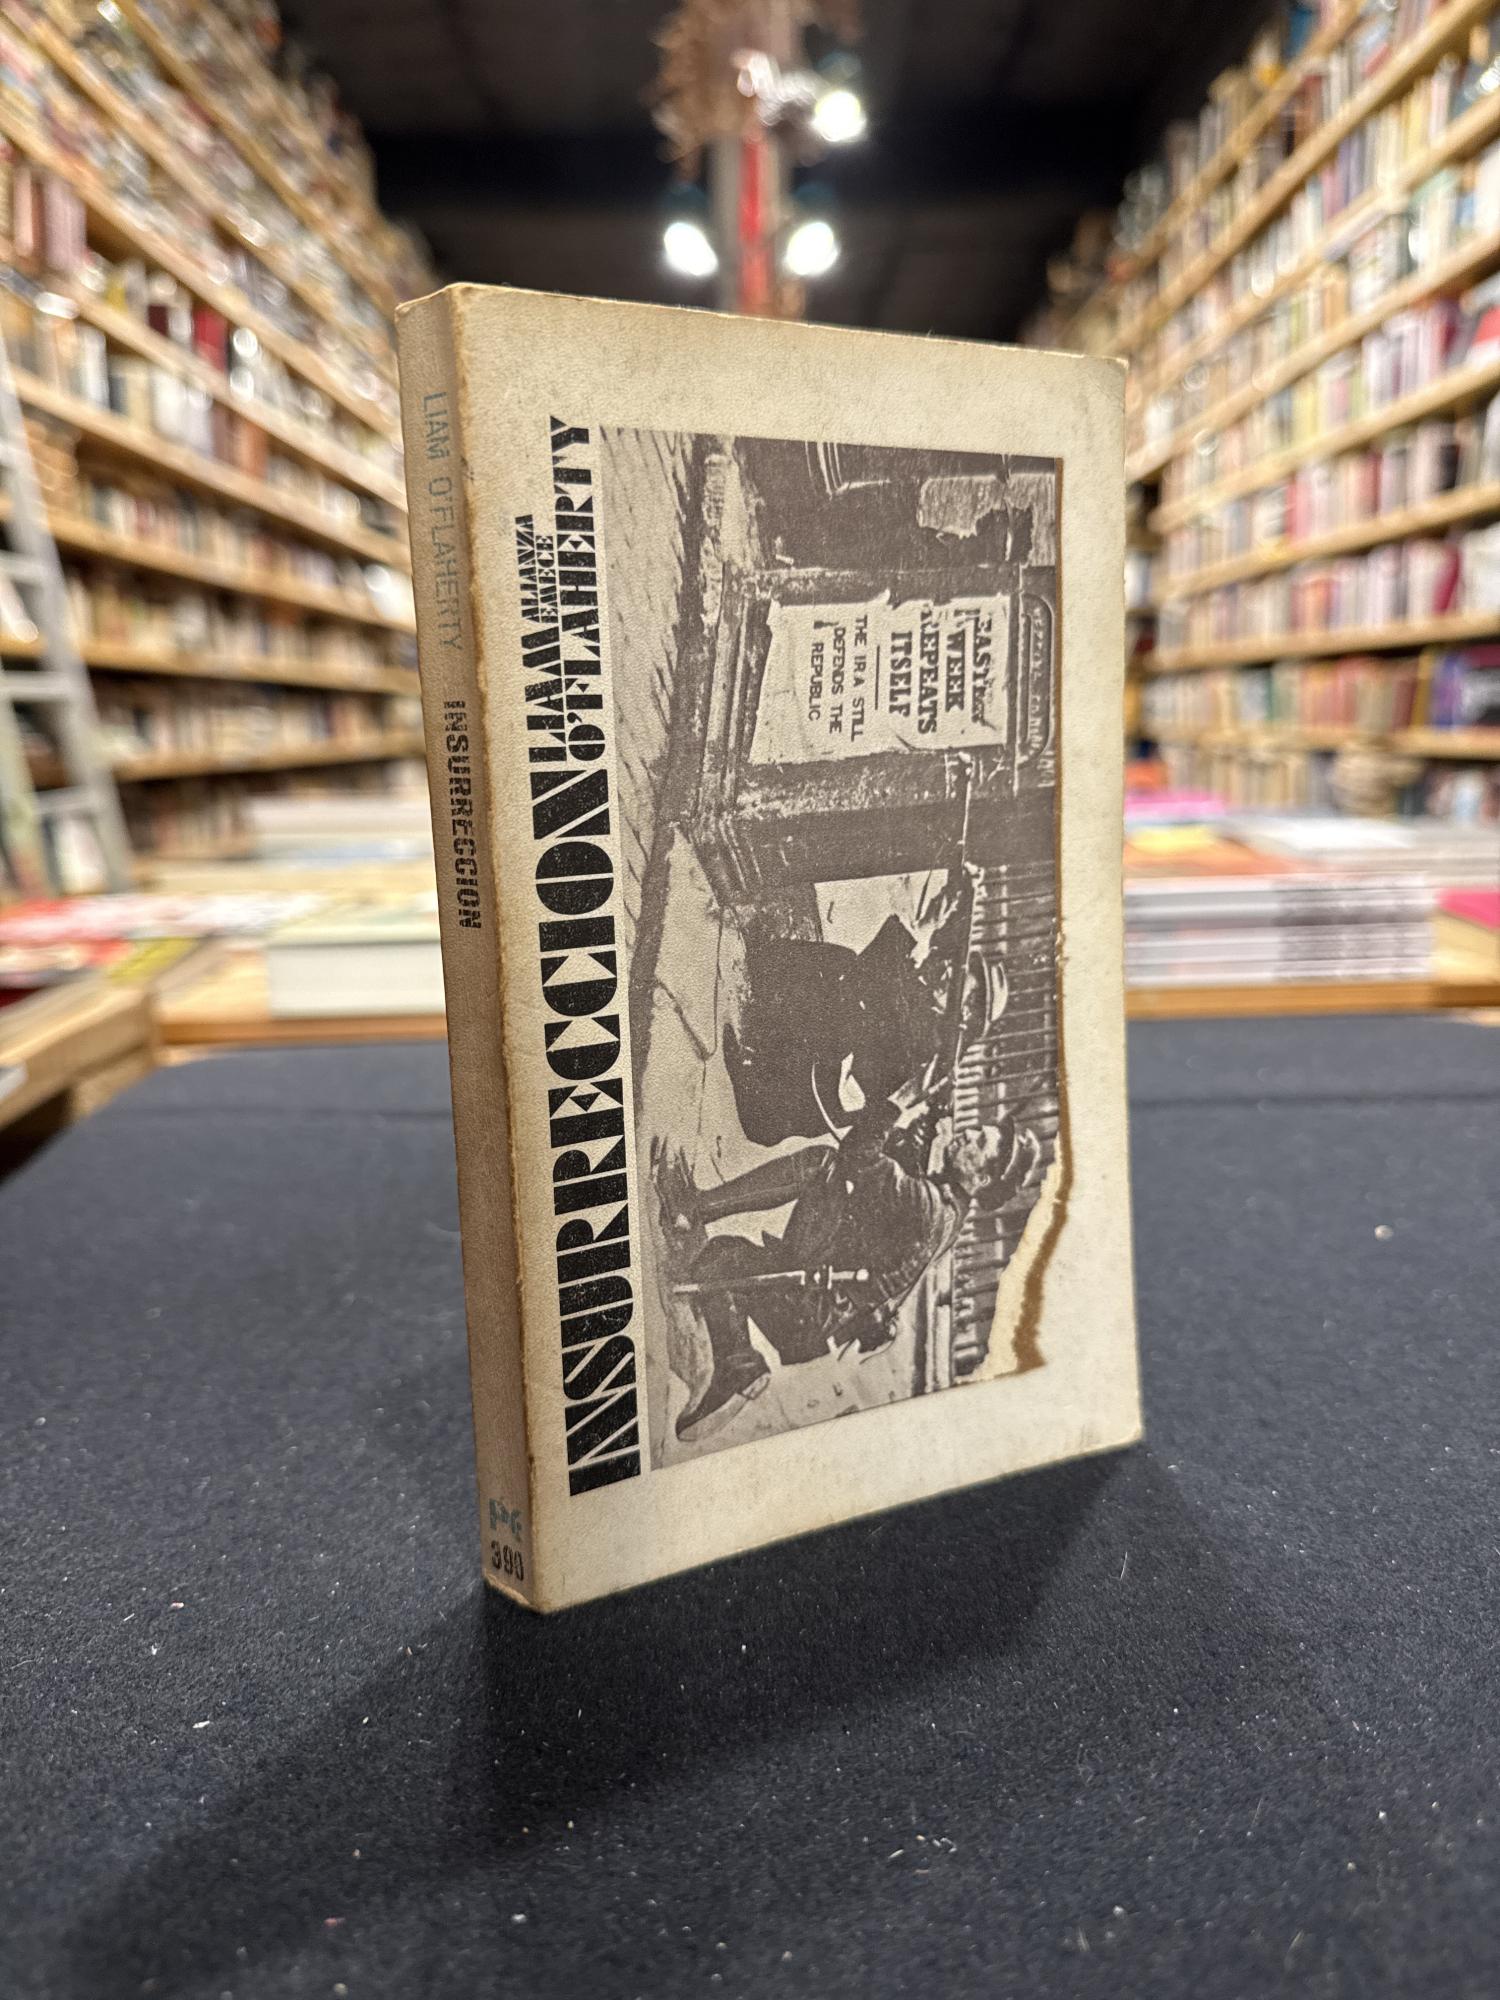 LIAM O'FLAHERTY INSURRECCION
390
INSURRECCION
LIAM
O'FLAHERTY
ALIANZA
EMECE
EASTER
WEEK
REPEATS
ITSELF
THE IRA STILL
DEFENDS THE
REPUBLIC